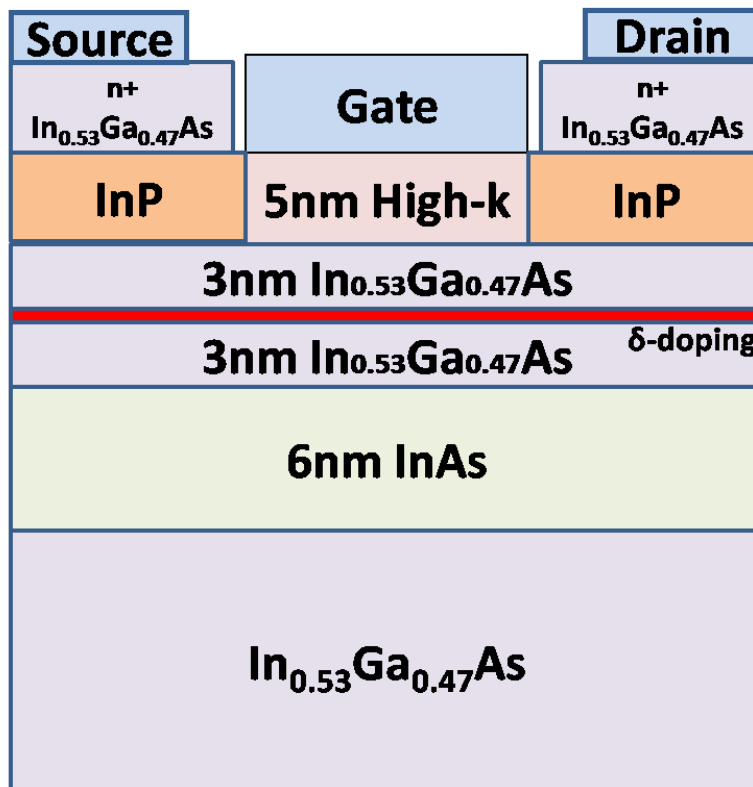 Source
Drain
n+
In₀.₅₃Ga₀.₄₇As
Gate
n+
In₀.₅₃Ga₀.₄₇As
InP
5nm High-k
InP
3nm In0.53Ga0.47As
δ-doping
3nm In0.53Ga0.47As
6nm InAs
In₀.₅₃Ga₀.₄₇As